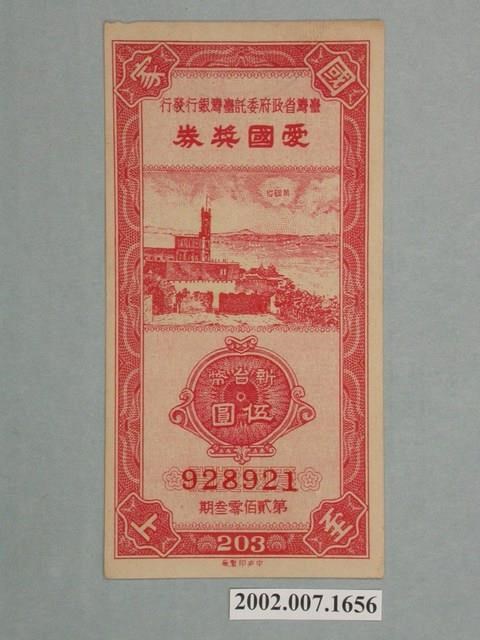 國家
臺灣省政府委託臺灣銀行發行
愛國獎券
新台幣
伍圓
928921
第貳佰零叁期
至上
203
中央印製廠
2002.007.1656